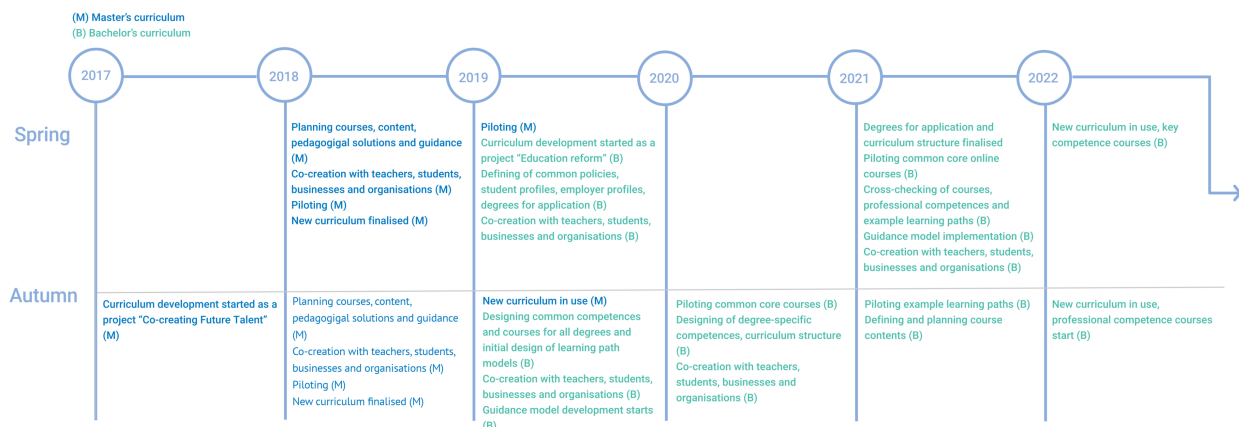 (M) Master's curriculum
(B) Bachelor's curriculum
2017
2018
2019
2020
2021
2022
Spring
Planning courses, content,
pedagogigal solutions and guidance
(M)
Co-creation with teachers, students,
businesses and organisations (M)
Piloting (M)
New curriculum finalised (M)
Piloting (M)
Curriculum development started as a
project "Education reform" (B)
Defining of common policies,
student profiles, employer profiles,
degrees for application (B)
Co-creation with teachers, students,
businesses and organisations (B)
Degrees for application and
curriculum structure finalised
Piloting common core online
courses (B)
Cross-checking of courses,
professional competences and
example learning paths (B)
Guidance model implementation (B)
Co-creation with teachers, students,
businesses and organisations (B)
New curriculum in use, key
competence courses (B)
Autumn
Curriculum development started as a
project "Co-creating Future Talent"
(M)
Planning courses, content,
pedagogigal solutions and guidance
(M)
Co-creation with teachers, students,
businesses and organisations (M)
Piloting (M)
New curriculum finalised (M)
New curriculum in use (M)
Designing common competences
and courses for all degrees and
initial design of learning path
models (B)
Co-creation with teachers, students,
businesses and organisations (B)
Guidance model development starts
(B)
Piloting common core courses (B)
Designing of degree-specific
competences, curriculum structure
(B)
Co-creation with teachers,
students, businesses and
organisations (B)
Piloting example learning paths (B)
Defining and planning course
contents (B)
New curriculum in use,
professional competence courses
start (B)